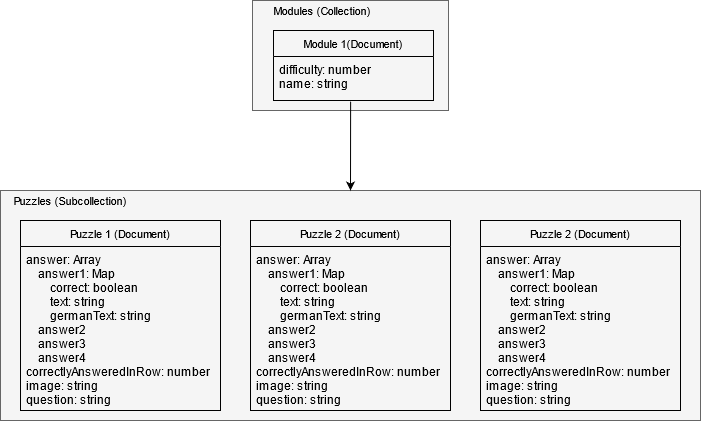 Modules (Collection)
Module 1(Document)
difficulty: number
name: string
Puzzles (Subcollection)
Puzzle 1 (Document)
answer: Array
answer1: Map
correct: boolean
text: string
germanText: string
answer2
answer3
answer4
correctlyAnsweredInRow: number
image: string
question: string
Puzzle 2 (Document)
answer: Array
answer1: Map
correct: boolean
text: string
germanText: string
answer2
answer3
answer4
correctlyAnsweredInRow: number
image: string
question: string
Puzzle 2 (Document)
answer: Array
answer1: Map
correct: boolean
text: string
germanText: string
answer2
answer3
answer4
correctlyAnsweredInRow: number
image: string
question: string